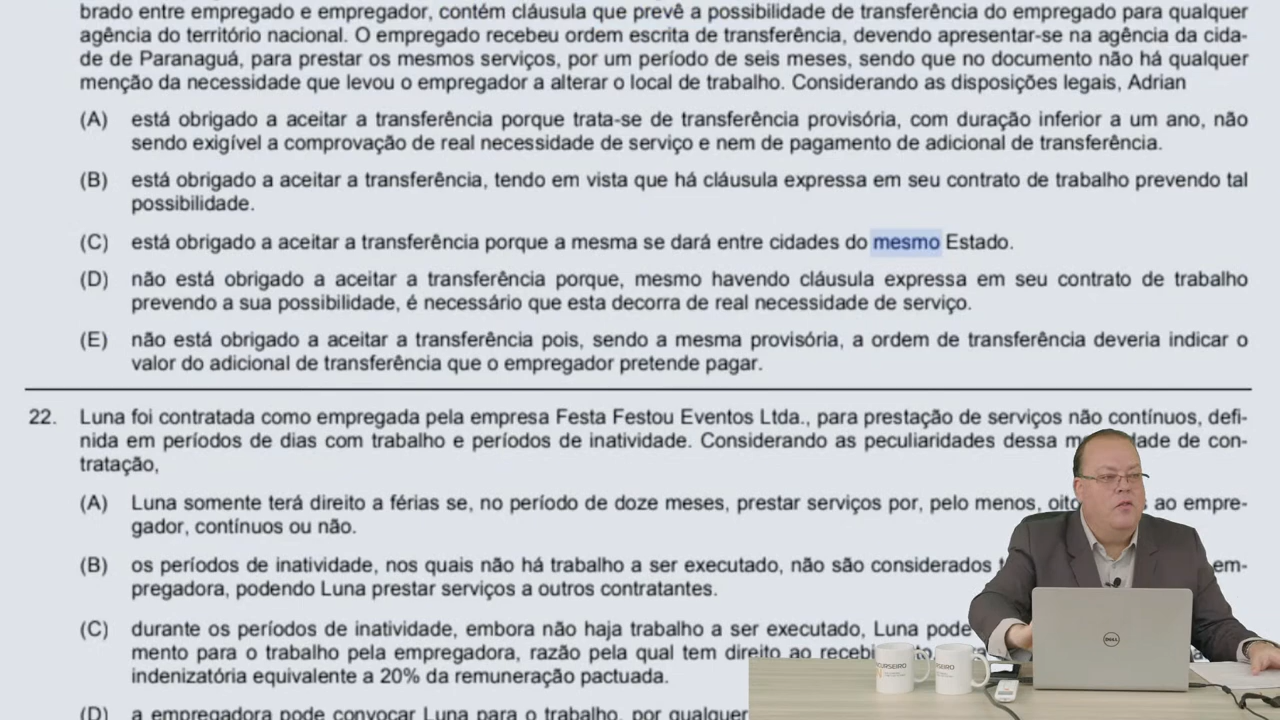 brado entre empregado e empregador, contém cláusula que prevê a possibilidade de transferência do empregado para qualquer
agência do território nacional. O empregado recebeu ordem escrita de transferência, devendo apresentar-se na agência da cida-
de de Paranaguá, para prestar os mesmos serviços, por um período de seis meses, sendo que no documento não há qualquer
menção da necessidade que levou o empregador a alterar o local de trabalho. Considerando as disposições legais, Adrian
(A) está obrigado a aceitar a transferência porque trata-se de transferência provisória, com duração inferior a um ano, não
sendo exigível a comprovação de real necessidade de serviço e nem de pagamento de adicional de transferência.
(B) está obrigado a aceitar a transferência, tendo em vista que há cláusula expressa em seu contrato de trabalho prevendo tal
possibilidade.
(C) está obrigado a aceitar a transferência porque a mesma se dará entre cidades do mesmo Estado.
(D) não está obrigado a aceitar a transferência porque, mesmo havendo cláusula expressa em seu contrato de trabalho
prevendo a sua possibilidade, é necessário que esta decorra de real necessidade de serviço.
(E) não está obrigado a aceitar a transferência pois, sendo a mesma provisória, a ordem de transferência deveria indicar o
valor do adicional de transferência que o empregador pretende pagar.
22. Luna foi contratada como empregada pela empresa Festa Festou Eventos Ltda., para prestação de serviços não contínuos, defi-
nida em períodos de dias com trabalho e períodos de inatividade. Considerando as peculiaridades dessa de con-
tratação,
(A) Luna somente terá direito a férias se, no período de doze meses, prestar serviços por, pelo menos, oito ao empre-
gador, contínuos ou não.
(B) os períodos de inatividade, nos quais não há trabalho a ser executado, não são considerados em-
pregadora, podendo Luna prestar serviços a outros contratantes.
(C) durante os períodos de inatividade, embora não haja trabalho a ser executado, Luna pode
mento para o trabalho pela empregadora, razão pela qual tem direito ao
indenizatória equivalente a 20% da remuneração pactuada.
(D) a empregadora pode convocar Luna para o trabalho, por qualquer
DELL